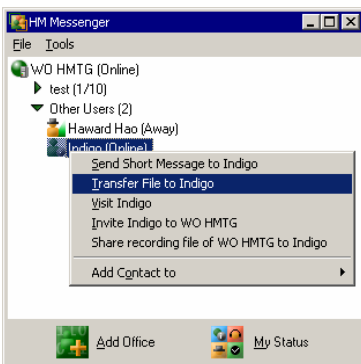 HM Messenger
File Tools
WO HMTG (Online)
test (1/10)
Other Users (2)
Haward Hao (Away)
Indigo (Online)
Send Short Message to Indigo
Transfer File to Indigo
Visit Indigo
Invite Indigo to WO HMTG
Share recording file of WO HMTG to Indigo
Add Contact to
Add Office My Status